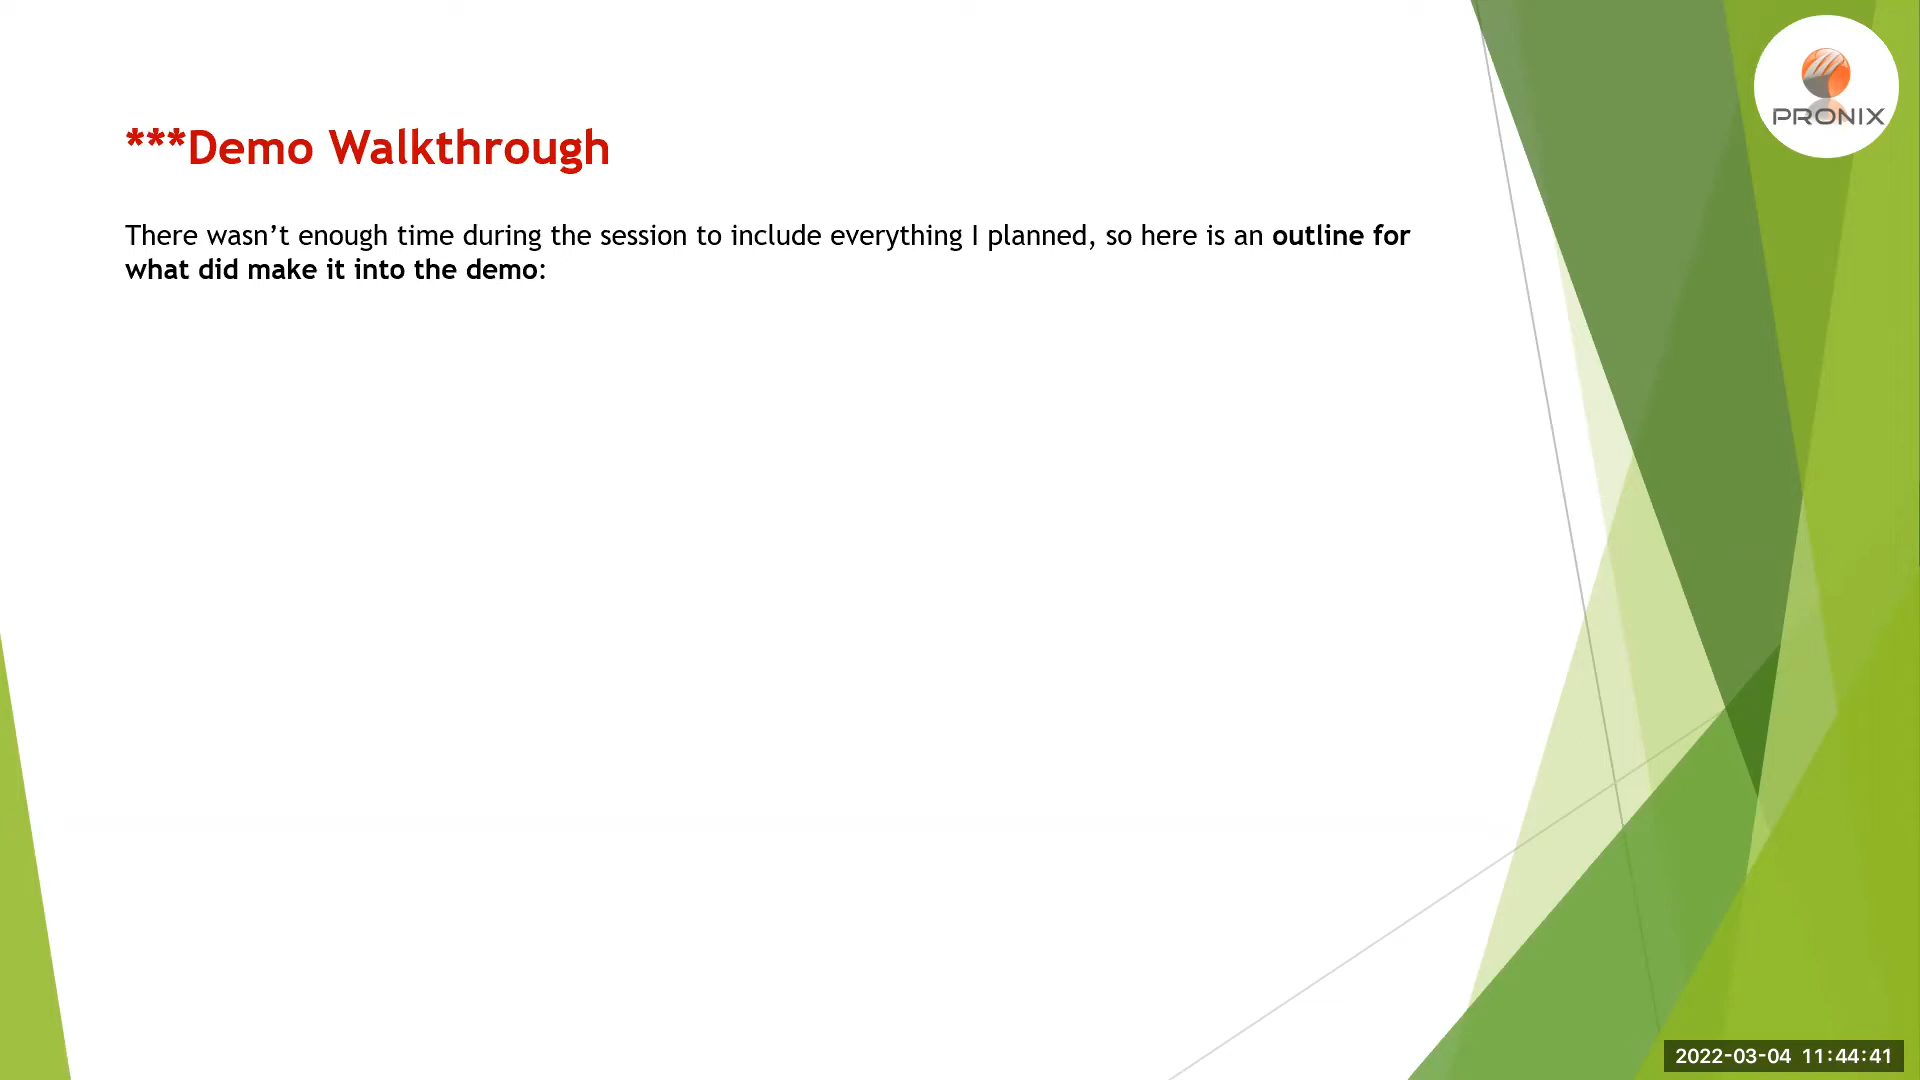 PRONIX
***Demo Walkthrough
There wasn’t enough time during the session to include everything I planned, so here is an outline for
what did make it into the demo:
2022-03-04 11:44:41